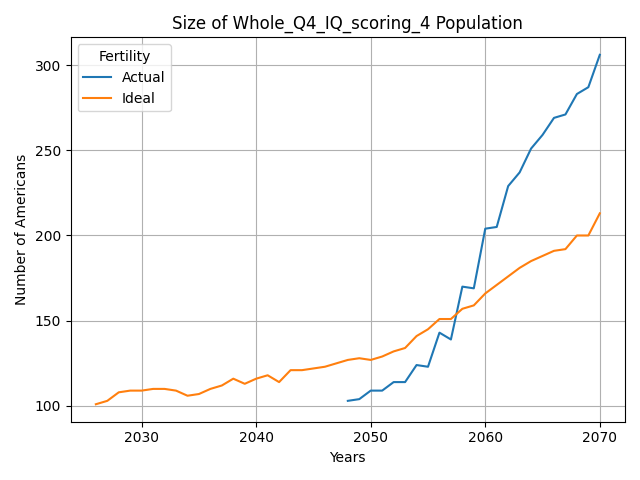 Size of Whole_Q4_IQ_scoring_4 Population
Fertility
Actual
Ideal
Number of Americans
300
250
200
150
100
2030
2040
2050
2060
2070
Years